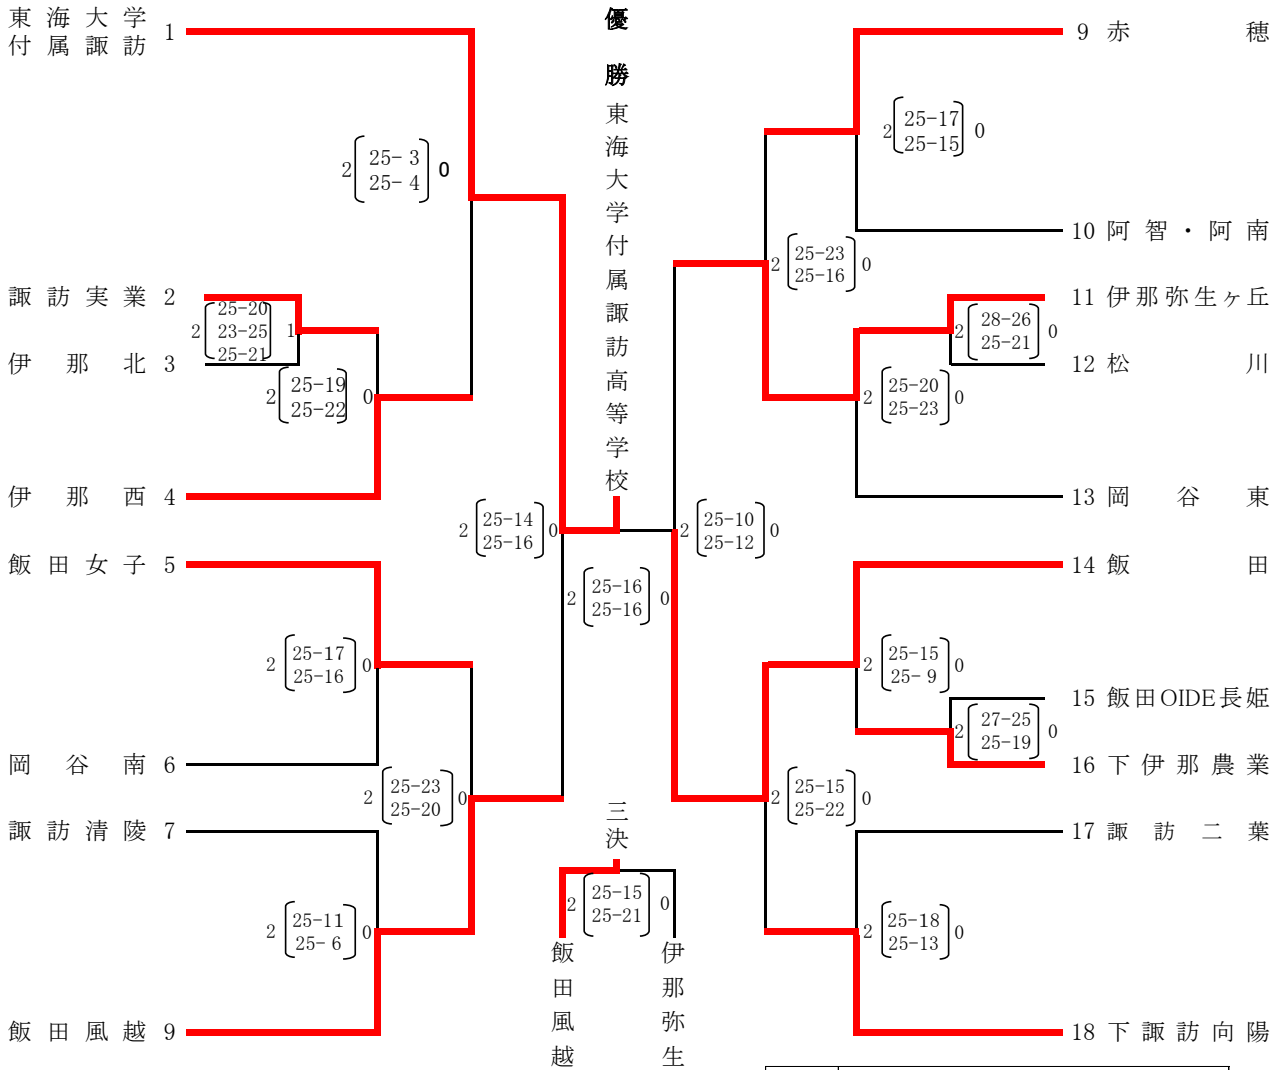 東海大学
付属諏訪 1
2 25- 3 0
25- 4
諏訪実業 2
25-20
2 23-25 1
25-21
伊那北 3
2 25-19 0
25-22
伊那西 4
2 25-14 0
25-16
飯田女子 5
2 25-17 0
25-16
岡谷南 6
2 25-23 0
25-20
諏訪清陵 7
2 25-11 0
25- 6
飯田風越 9
優勝
東海大学付属諏訪高等学校
2 25-16 0
25-16
三決
2 25-15 0
25-21
飯田風越
伊那弥生
9 赤穂
2 25-17 0
25-15
10 阿智・阿南
2 25-23 0
25-16
11 伊那弥生ヶ丘
2 28-26 0
25-21
12 松川
2 25-20 0
25-23
13 岡谷東
2 25-10 0
25-12
14 飯田
2 25-15 0
25- 9
15 飯田OIDE長姫
2 27-25 0
25-19
16 下伊那農業
2 25-15 0
25-22
17 諏訪二葉
2 25-18 0
25-13
18 下諏訪向陽